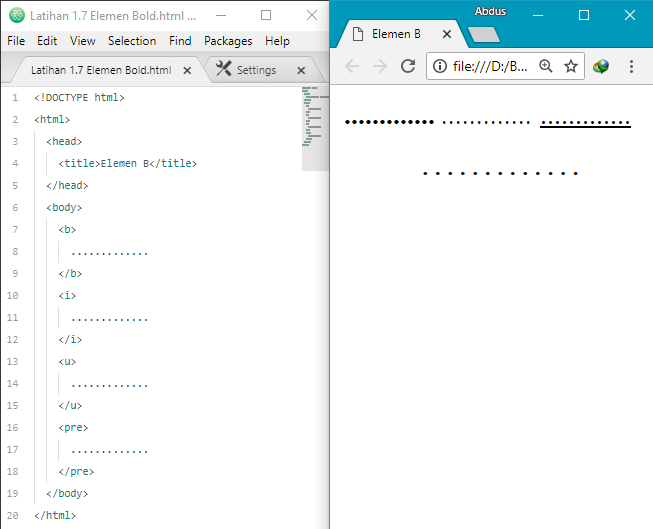 Latihan 1.7 Elemen Bold.html ...
File Edit View Selection Find Packages Help
Latihan 1.7 Elemen Bold.html
Settings
1 <!DOCTYPE html>
2 <html>
3 <head>
4 <title>Elemen B</title>
5 </head>
6 <body>
7 <b>
8 .............
9 </b>
10 <i>
11 .............
12 </i>
13 <u>
14 .............
15 </u>
16 <pre>
17 .............
18 </pre>
19 </body>
20 </html>
Abdus
Elemen B
file:///D:/B...
............. ............. .............
.............